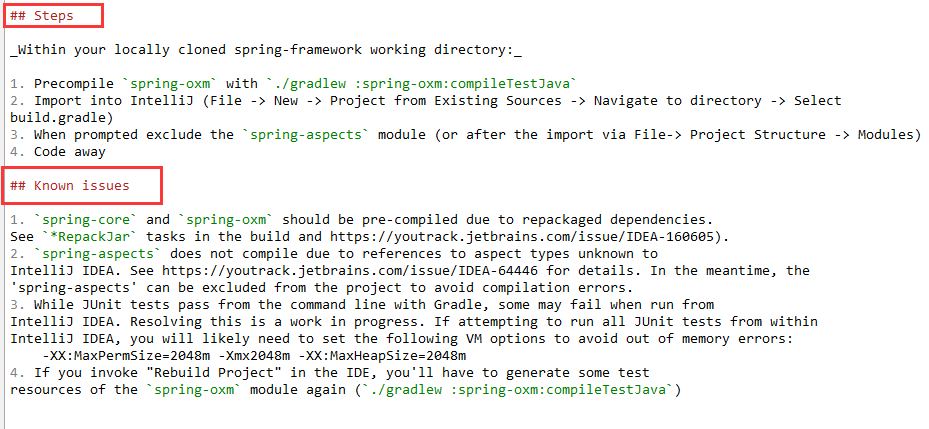 ## Steps
_Within your locally cloned spring-framework working directory:_
1. Precompile `spring-oxm` with `./gradlew :spring-oxm:compileTestJava`
2. Import into IntelliJ (File -> New -> Project from Existing Sources -> Navigate to directory -> Select
build.gradle)
3. When prompted exclude the `spring-aspects` module (or after the import via File-> Project Structure -> Modules)
4. Code away
## Known issues
1. `spring-core` and `spring-oxm` should be pre-compiled due to repackaged dependencies.
See `*RepackJar` tasks in the build and https://youtrack.jetbrains.com/issue/IDEA-160605).
2. `spring-aspects` does not compile due to references to aspect types unknown to
IntelliJ IDEA. See https://youtrack.jetbrains.com/issue/IDEA-64446 for details. In the meantime, the
'spring-aspects' can be excluded from the project to avoid compilation errors.
3. While JUnit tests pass from the command line with Gradle, some may fail when run from
IntelliJ IDEA. Resolving this is a work in progress. If attempting to run all JUnit tests from within
IntelliJ IDEA, you will likely need to set the following VM options to avoid out of memory errors:
    -XX:MaxPermSize=2048m -Xmx2048m -XX:MaxHeapSize=2048m
4. If you invoke "Rebuild Project" in the IDE, you'll have to generate some test
resources of the `spring-oxm` module again (`./gradlew :spring-oxm:compileTestJava`)